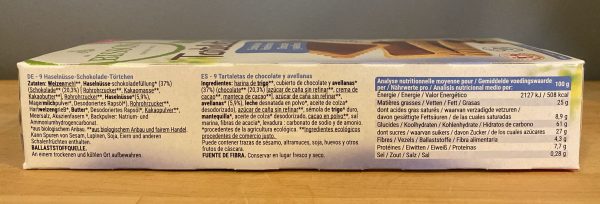 DE - 9 Haselnüsse-Schokolade-Törtchen
Zutaten: Weizenmehl**, Haselnüsse-schokoladefüllung* (37%)
(Schokolade** (20,3%) [Rohrohrzucker**, Kakaomasse**,
Kakaobutter**], Rohrohrzucker**, Haselnüsse*(5,9%),
Magermilchpulver*, Desodoriertes Rapsöl*), Rohrohrzucker**,
Hartweizengrieß*, Butter*, Desodoriertes Rapsöl*, Kakaopulver**,
Meersalz, Akazienfasern*, Backpulver: Natrium- und
Ammoniumhydrogencarbonat.
*aus biologischem Anbau. **aus biologischem Anbau und fairem Handel.
Kann Spuren von Sesam, Lupinen, Soja, Eiern und anderen
Schalenfrüchten enthalten.
BALLASTSTOFFQUELLE.
An einem trockenen und kühlen Ort aufbewahren.
ES - 9 Tartaletas de chocolate y avellanas
Ingredientes: harina de trigo**, cubierto de chocolate y avellanas*
(37%) (chocolate** (20,3%) [azúcar de caña sin refinar**, crema de
cacao**, manteca de cacao**], azúcar de caña sin refinar**,
avellanas* (5,9%), leche desnatada en polvo*, aceite de colza*
desodorizado), azúcar de caña sin refinar**, sémola de trigo* duro,
mantequilla*, aceite de colza* desodorizado, cacao en polvo**, sal
marina, fibras de acacia*, levadura : carbonato de sodio y de amonio.
*procedentes de la agricultura ecológica. **Ingredientes ecológicos
procedentes de comercio justo.
Puede contener trazas de sésamo, altramuces, soja, huevos y otros
frutos de cáscara.
FUENTE DE FIBRA. Conservar en lugar fresco y seco.
Analyse nutritionnelle moyenne pour / Gemiddelde voedingswaarde
per / Nährwerte pro / Analisis nutricional medio por: 100 g
Energie / Energie / Valor Energético 2127 kJ / 508 kcal
Matières grasses / Vetten / Fett / Grasas 25 g
dont acides gras saturés / waarvan verzadigde vetzuren /
davon gesättigte Fettsäuren / de las cuales saturadas 8,9 g
Glucides / Koolhydraten / Kohlenhydrate / Hidratos de carbono 61 g
dont sucres / waarvan suikers / davon Zucker / de los cuales azúcares 27 g
Fibres / Vezels / Ballaststoffe / Fibra alimentaria 4,3 g
Protéines / Eiwitten / Eiweiß / Proteínas 7,7 g
Sel / Zout / Salz / Sal 0,28 g